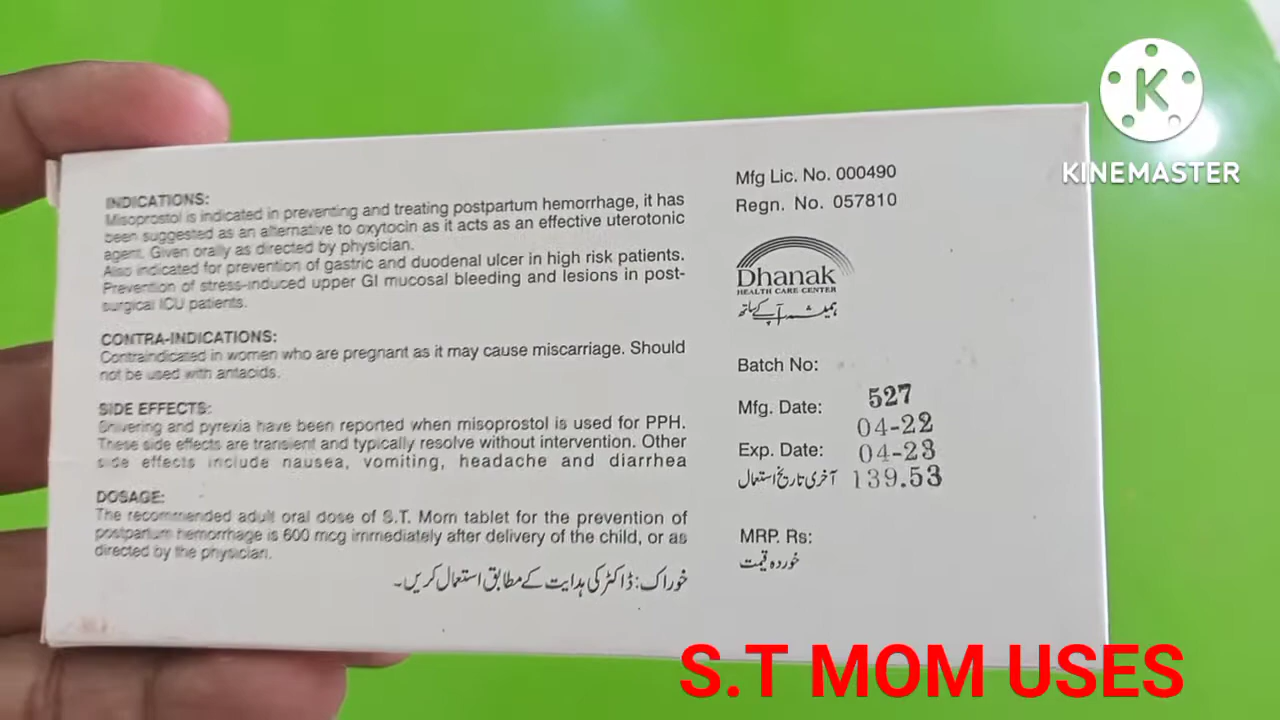 INDICATIONS:
Misoprostol is indicated in preventing and treating postpartum hemorrhage, it has
been suggested as an alternative to oxytocin as it acts as an effective uterotonic
agent. Given orally as directed by physician.
Also indicated for prevention of gastric and duodenal ulcer in high risk patients.
Prevention of stress-induced upper GI mucosal bleeding and lesions in post-
surgical ICU patients.
CONTRA-INDICATIONS:
Contraindicated in women who are pregnant as it may cause miscarriage. Should
not be used with antacids.
SIDE EFFECTS:
Shivering and pyrexia have been reported when misoprostol is used for PPH.
These side effects are transient and typically resolve without intervention. Other
side effects include nausea, vomiting, headache and diarrhea
DOSAGE:
The recommended adult oral dose of S.T. Mom tablet for the prevention of
postpartum hemorrhage is 600 mcg immediately after delivery of the child, or as
directed by the physician.
خوراک: ڈاکٹر کی ہدایت کے مطابق استعمال کریں۔
Mfg Lic. No. 000490
Regn. No. 057810
Dhanak
HEALTH CARE CENTER
ہمیشہ آپ کے ساتھ
Batch No:
527
Mfg. Date: 04-22
Exp. Date: 04-23
آخری تاریخ استعمال 139.53
MRP. Rs:
خوردہ قیمت
K
KINEMASTER
S.T MOM USES